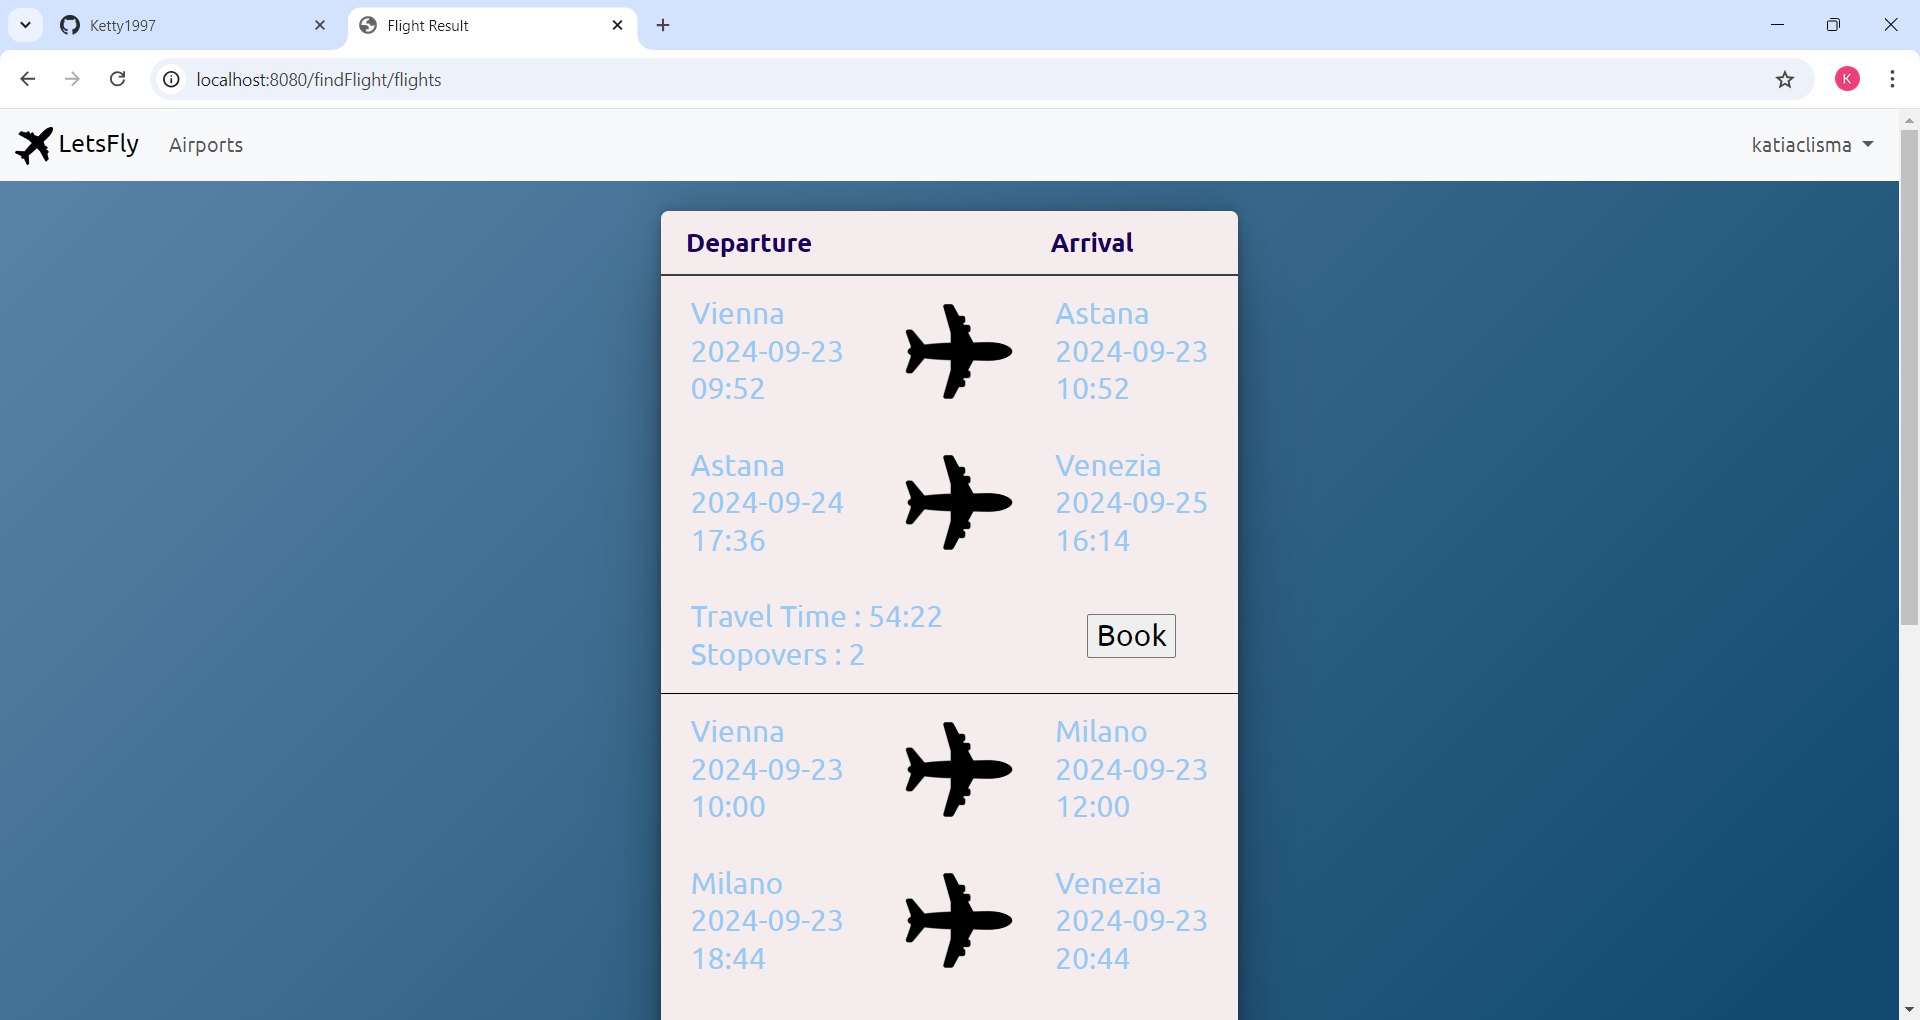 Ketty1997
Flight Result
localhost:8080/findFlight/flights
K
LetsFly
Airports
katiaclisma
Departure
Arrival
Vienna
2024-09-23
09:52
Astana
2024-09-23
10:52
Astana
2024-09-24
17:36
Venezia
2024-09-25
16:14
Travel Time : 54:22
Stopovers : 2
Book
Vienna
2024-09-23
10:00
Milano
2024-09-23
12:00
Milano
2024-09-23
18:44
Venezia
2024-09-23
20:44